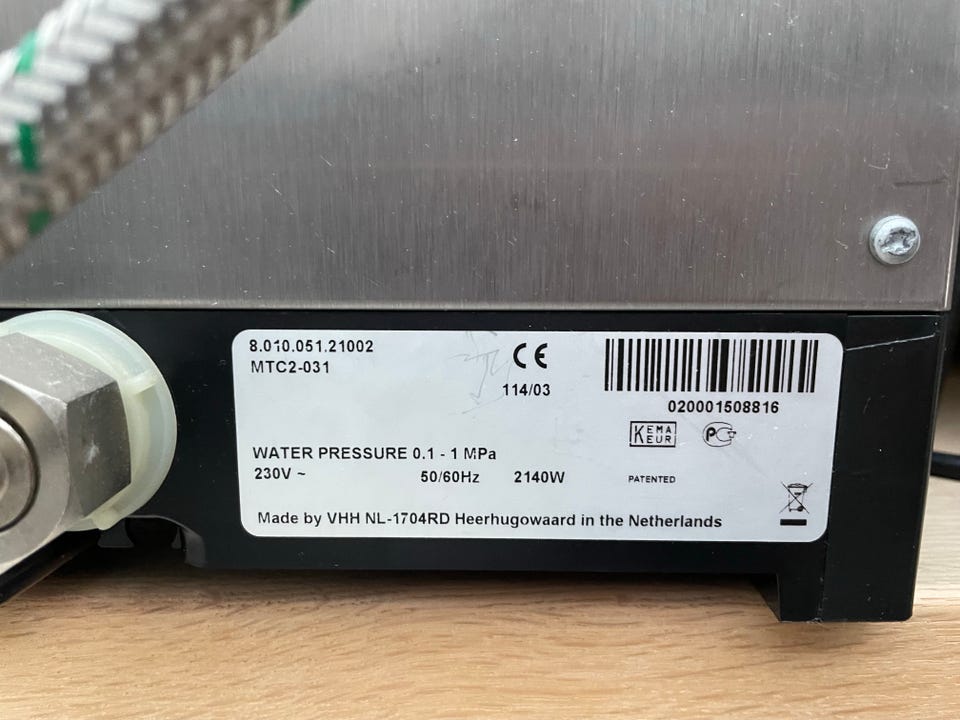 8.010.051.21002
MTC2-031
CE
114/03
020001508816
KEMA
KEUR
WATER PRESSURE 0.1 - 1 MPa
230V ~ 50/60Hz 2140W
PATENTED
Made by VHH NL-1704RD Heerhugowaard in the Netherlands